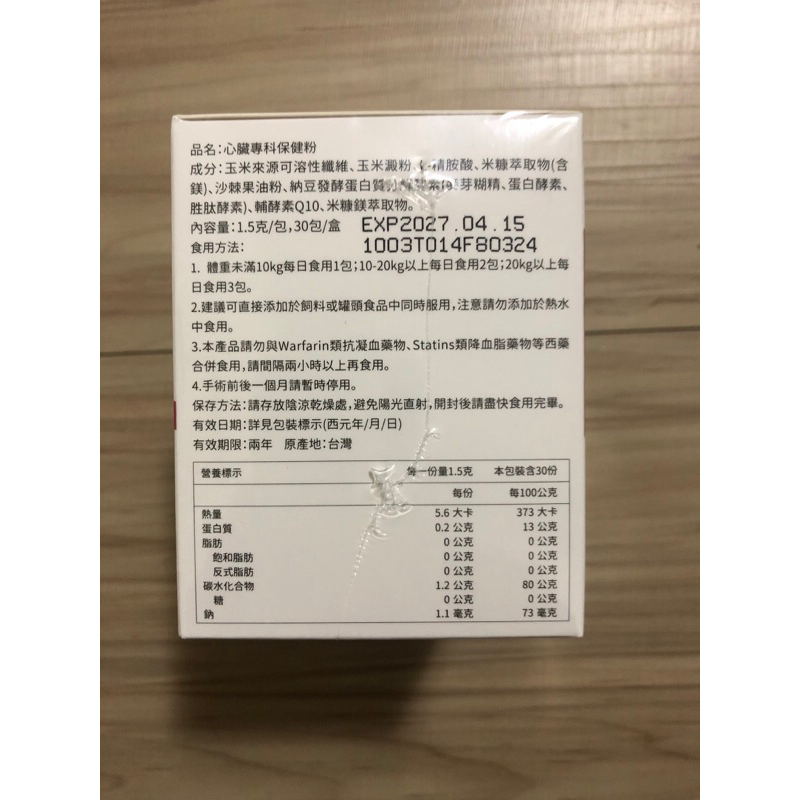 品名：心臟專科保健粉
成分：玉米來源可溶性纖維、玉米澱粉、L-精胺酸、米糠萃取物(含
鎂)、沙棘果油粉、納豆發酵蛋白質分解酵素(麥芽糊精、蛋白酵素、
胜肽酵素)、輔酵素Q10、米糠鎂萃取物。
內容量：1.5克/包，30包/盒 EXP2027.04.15
食用方法： 1003T014F80324
1. 體重未滿10kg每日食用1包；10-20kg以上每日食用2包；20kg以上每
日食用3包。
2.建議可直接添加於飼料或罐頭食品中同時服用，注意請勿添加於熱水
中食用。
3.本產品請勿與Warfarin類抗凝血藥物、Statins類降血脂藥物等西藥
合併食用，請間隔兩小時以上再食用。
4.手術前後一個月請暫時停用。
保存方法：請存放陰涼乾燥處，避免陽光直射，開封後請盡快食用完畢。
有效日期：詳見包裝標示(西元年/月/日)
有效期限：兩年 原產地：台灣
營養標示 每一份量1.5克 本包裝含30份
每份 每100公克
熱量 5.6 大卡 373 大卡
蛋白質 0.2 公克 13 公克
脂肪 0 公克 0 公克
飽和脂肪 0 公克 0 公克
反式脂肪 0 公克 0 公克
碳水化合物 1.2 公克 80 公克
糖 0 公克 0 公克
鈉 1.1 毫克 73 毫克